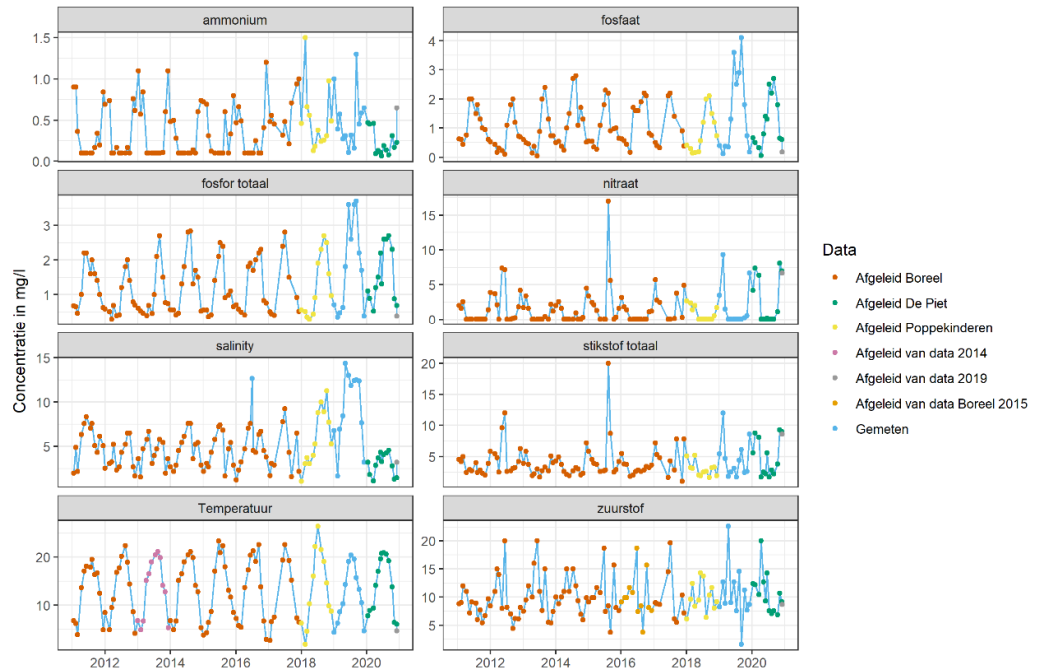 ammonium
fosfaat
1.5
1.0
0.5
0.0
4
3
2
1
0
fosfor totaal
nitraat
3
2
1
15
10
5
0
salinity
stikstof totaal
15
10
5
20
15
10
5
Temperatuur
zuurstof
20
10
20
15
10
5
2012 2014 2016 2018 2020
2012 2014 2016 2018 2020
Concentratie in mg/l
Data
Afgeleid Boreel
Afgeleid De Piet
Afgeleid Poppekinderen
Afgeleid van data 2014
Afgeleid van data 2019
Afgeleid van data Boreel 2015
Gemeten